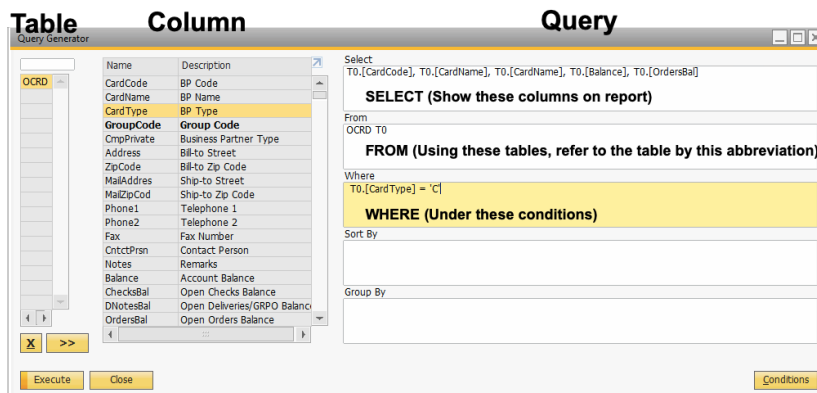 Table Column Query
Query Generator
OCRD
Name Description
CardCode BP Code
CardName BP Name
CardType BP Type
GroupCode Group Code
CmpPrivate Business Partner Type
Address Bill-to Street
ZipCode Bill-to Zip Code
MailAddres Ship-to Street
MailZipCod Ship-to Zip Code
Phone1 Telephone 1
Phone2 Telephone 2
Fax Fax Number
CntctPrsn Contact Person
Notes Remarks
Balance Account Balance
ChecksBal Open Checks Balance
DNotesBal Open Deliveries/GRPO Balanc
OrdersBal Open Orders Balance
X >>
Execute Close
Select
T0.[CardCode], T0.[CardName], T0.[CardName], T0.[Balance], T0.[OrdersBal]
SELECT (Show these columns on report)
From
OCRD T0
FROM (Using these tables, refer to the table by this abbreviation)
Where
T0.[CardType] = 'C'
WHERE (Under these conditions)
Sort By
Group By
Conditions